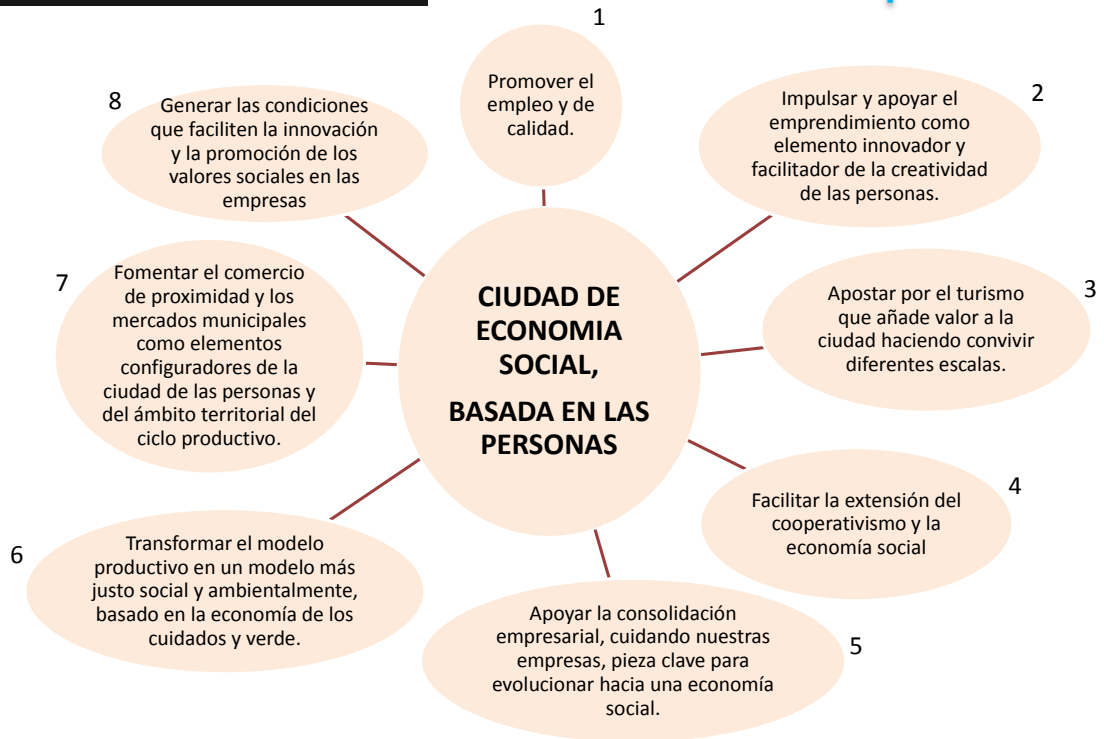 1
Promover el
empleo y de
calidad.
2
Impulsar y apoyar el
emprendimiento como
elemento innovador y
facilitador de la creatividad
de las personas.
3
Apostar por el turismo
que añade valor a la
ciudad haciendo convivir
diferentes escalas.
4
Facilitar la extensión del
cooperativismo y la
economía social
5
Apoyar la consolidación
empresarial, cuidando nuestras
empresas, pieza clave para
evolucionar hacia una economía
social.
6
Transformar el modelo
productivo en un modelo más
justo social y ambientalmente,
basado en la economía de los
cuidados y verde.
7
Fomentar el comercio
de proximidad y los
mercados municipales
como elementos
configuradores de la
ciudad de las personas y
del ámbito territorial del
ciclo productivo.
8
Generar las condiciones
que faciliten la innovación
y la promoción de los
valores sociales en las
empresas
CIUDAD DE
ECONOMIA
SOCIAL,
BASADA EN LAS
PERSONAS